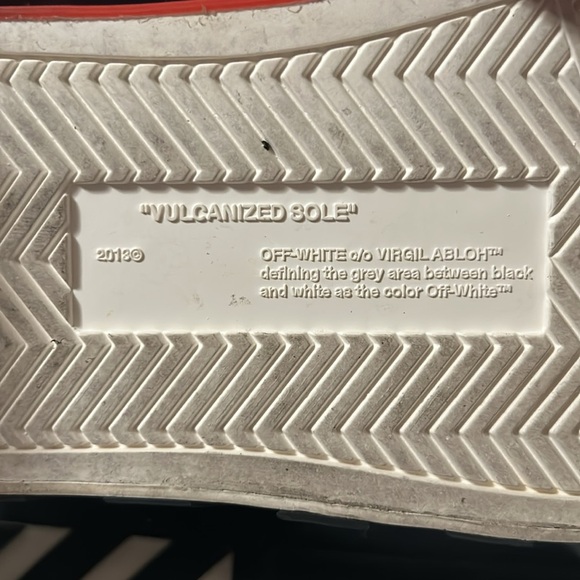 "VULCANIZED SOLE"
2018©
OFF-WHITE c/o VIRGIL ABLOH™
defining the grey area between black
and white as the color Off-White™